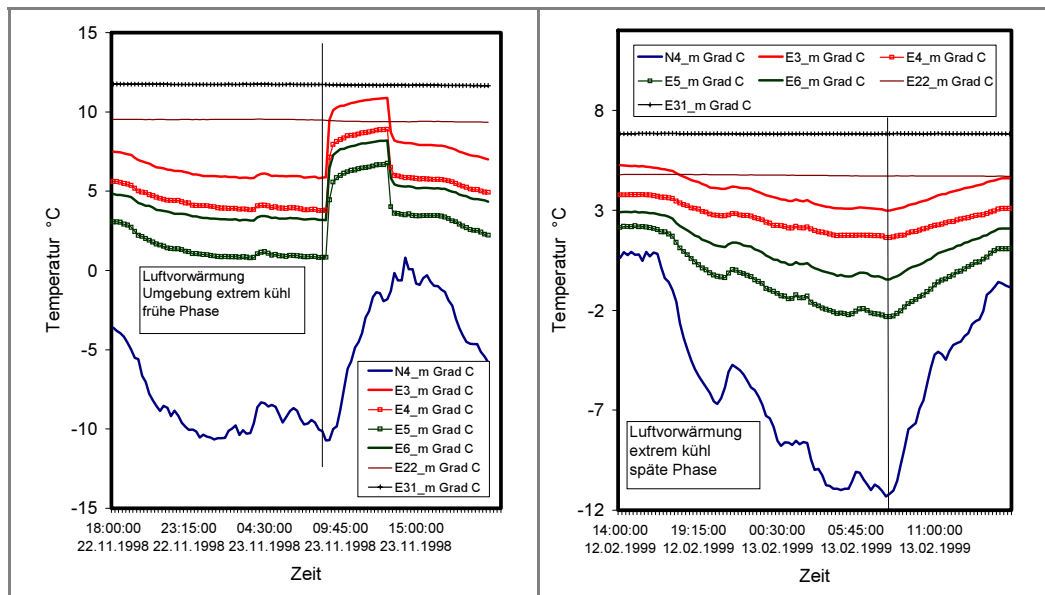 15
10
5
0
-5
-10
-15
Temperatur °C
Luftvorwärmung
Umgebung extrem kühl
frühe Phase
N4_m Grad C
E3_m Grad C
E4_m Grad C
E5_m Grad C
E6_m Grad C
E22_m Grad C
E31_m Grad C
18:00:00 23:15:00 04:30:00 09:45:00 15:00:00
22.11.1998 22.11.1998 23.11.1998 23.11.1998 23.11.1998
Zeit
N4_m Grad C E3_m Grad C E4_m Grad C
E5_m Grad C E6_m Grad C E22_m Grad C
E31_m Grad C
8
3
-2
-7
-12
Temperatur °C
Luftvorwärmung
extrem kühl
späte Phase
14:00:00 19:15:00 00:30:00 05:45:00 11:00:00
12.02.1999 12.02.1999 13.02.1999 13.02.1999 13.02.1999
Zeit